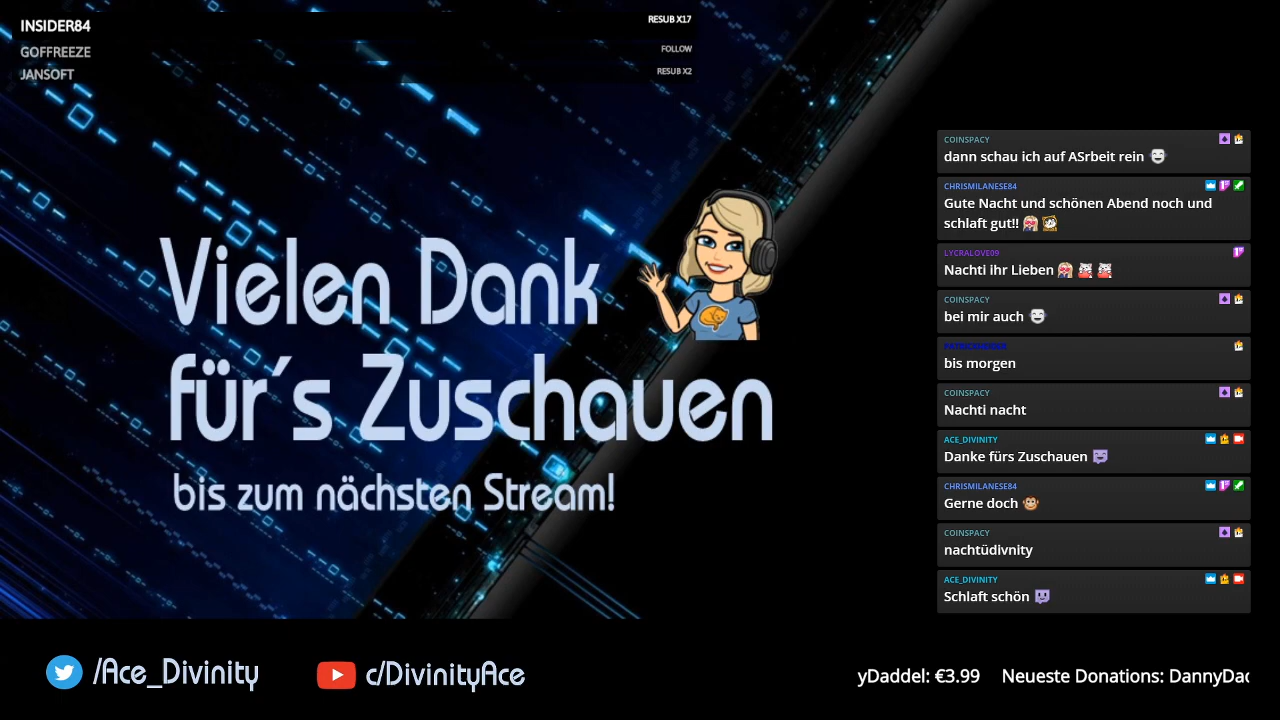 INSIDER84 RESUB X17
GOFFREEZE FOLLOW
JANSOFT RESUB X2
Vielen Dank
für´s Zuschauen
bis zum nächsten Stream!
COINSPACY
dann schau ich auf ASrbeit rein
CHRISMILANESE84
Gute Nacht und schönen Abend noch und
schlaft gut!!
LYCRALOVE09
Nachti ihr Lieben
COINSPACY
bei mir auch
bis morgen
COINSPACY
Nachti nacht
ACE_DIVINITY
Danke fürs Zuschauen
CHRISMILANESE84
Gerne doch
COINSPACY
nachtüdivnity
ACE_DIVINITY
Schlaft schön
/Ace_Divinity
c/DivinityAce
yDaddel: €3.99 Neueste Donations: DannyDad